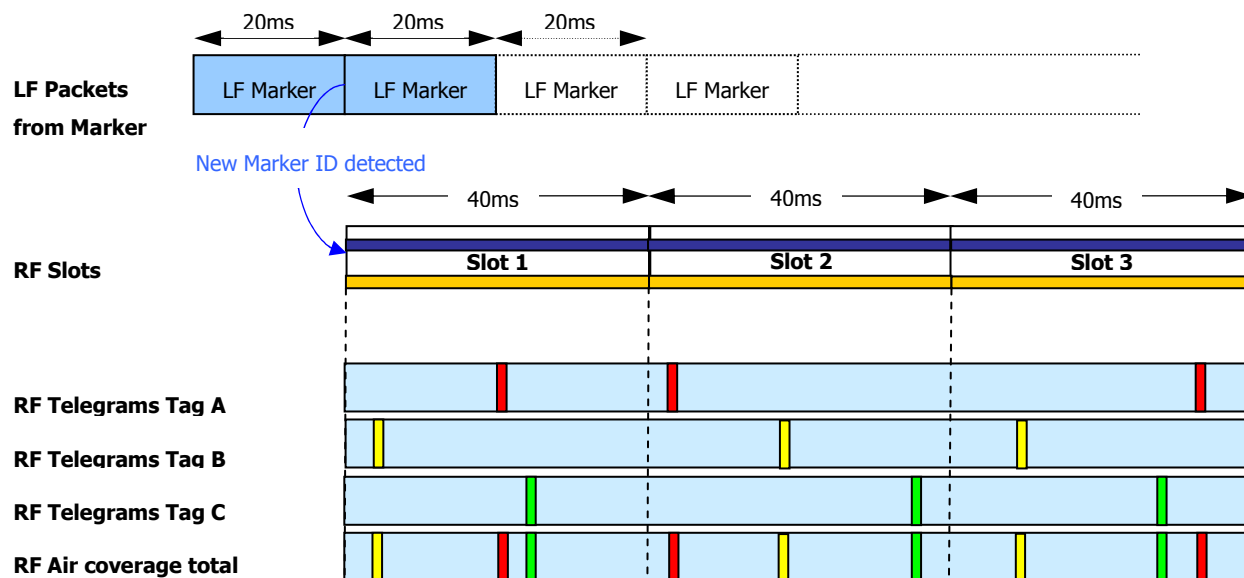 20ms 20ms 20ms
LF Packets
from Marker
LF Marker LF Marker LF Marker LF Marker
New Marker ID detected
40ms 40ms 40ms
RF Slots
Slot 1 Slot 2 Slot 3
RF Telegrams Tag A
RF Telegrams Tag B
RF Telegrams Tag C
RF Air coverage total